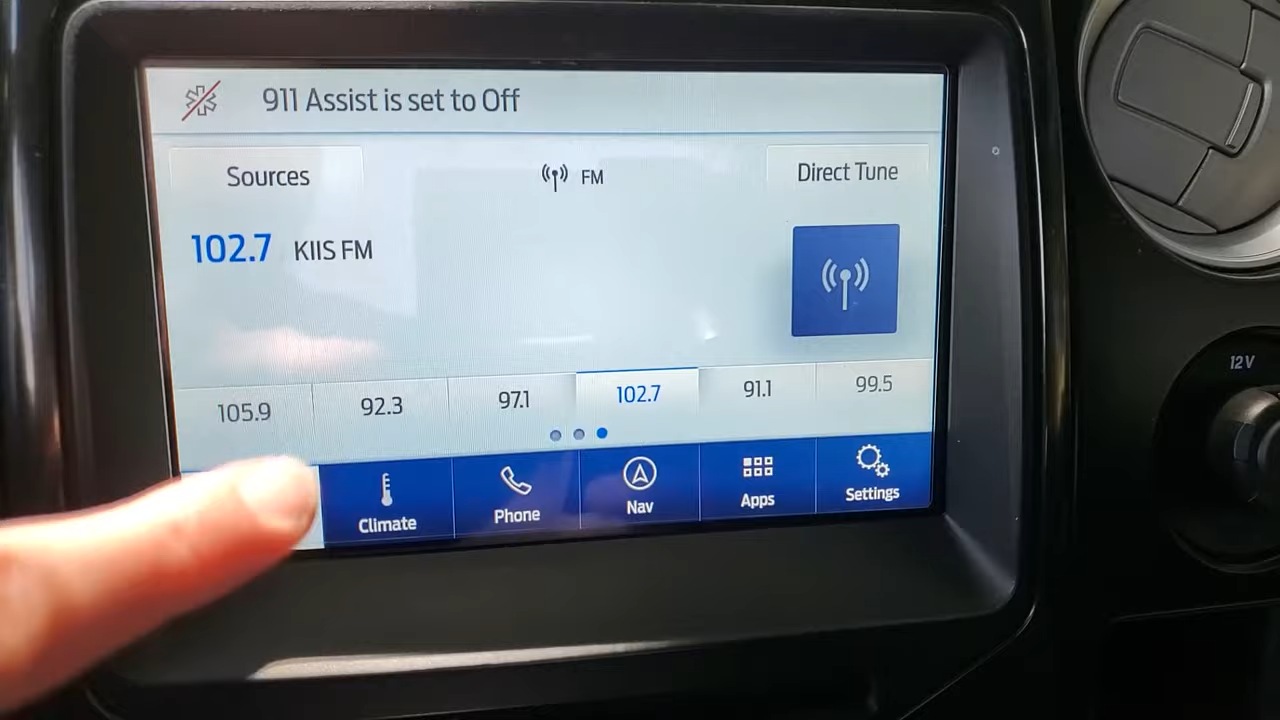 911 Assist is set to Off
Sources
FM
Direct Tune
102.7 KIIS FM
105.9
92.3
97.1
102.7
91.1
99.5
Climate
Phone
Nav
Apps
Settings
12V